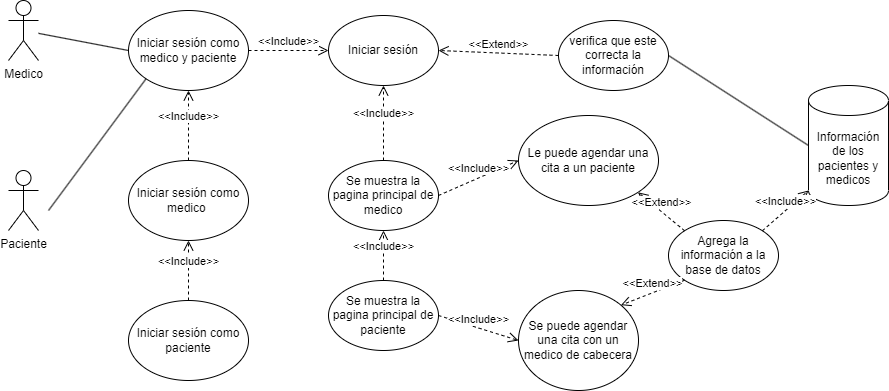 Medico
Paciente
Iniciar sesión como
medico y paciente
<<Include>>
Iniciar sesión
<<Extend>>
verifica que este
correcta la
información
Información
de los
pacientes y
medicos
<<Include>>
Iniciar sesión como
medico
<<Include>>
Iniciar sesión como
paciente
<<Include>>
Se muestra la
pagina principal de
medico
<<Include>>
Le puede agendar una
cita a un paciente
<<Include>>
Se muestra la
pagina principal de
paciente
<<Include>>
Se puede agendar
una cita con un
medico de cabecera
<<Extend>>
<<Include>>
Agrega la
información a la
base de datos
<<Extend>>